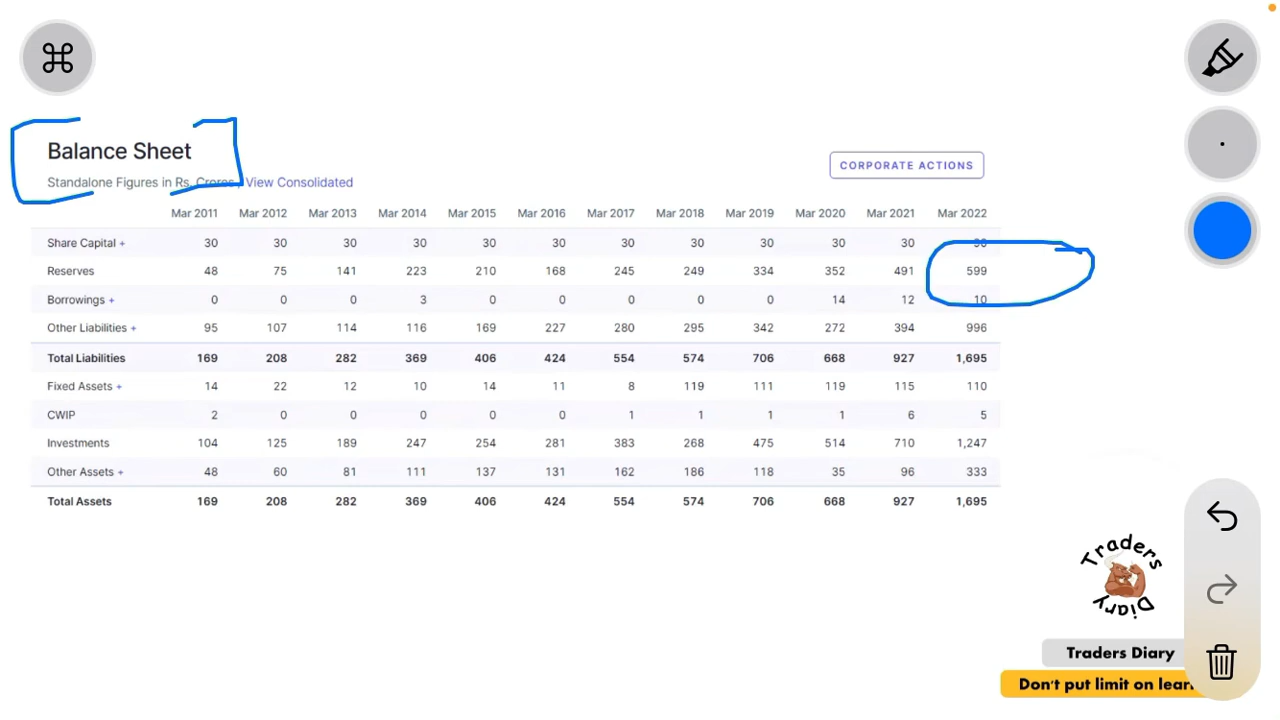 Balance Sheet
CORPORATE ACTIONS
Standalone Figures in Rs. Crores / View Consolidated
Mar 2011 Mar 2012 Mar 2013 Mar 2014 Mar 2015 Mar 2016 Mar 2017 Mar 2018 Mar 2019 Mar 2020 Mar 2021 Mar 2022
Share Capital + 30 30 30 30 30 30 30 30 30 30 30 30
Reserves 48 75 141 223 210 168 245 249 334 352 491 599
Borrowings + 0 0 0 3 0 0 0 0 0 14 12 10
Other Liabilities + 95 107 114 116 169 227 280 295 342 272 394 996
Total Liabilities 169 208 282 369 406 424 554 574 706 668 927 1,695
Fixed Assets + 14 22 12 10 14 11 8 119 111 119 115 110
CWIP 2 0 0 0 0 0 1 1 1 1 6 5
Investments 104 125 189 247 254 281 383 268 475 514 710 1,247
Other Assets + 48 60 81 111 137 131 162 186 118 35 96 333
Total Assets 169 208 282 369 406 424 554 574 706 668 927 1,695
Traders
Diary
Traders Diary
Don't put limit on lear